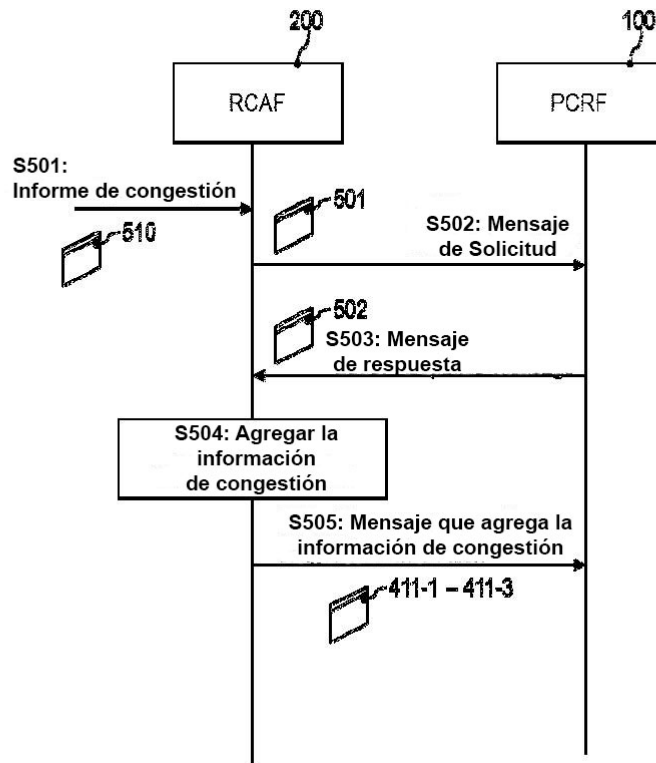 200
100
RCAF
PCRF
S501:
Informe de congestión
510
501
S502: Mensaje
de Solicitud
502
S503: Mensaje
de respuesta
S504: Agregar la
información
de congestión
S505: Mensaje que agrega la
información de congestión
411-1 – 411-3